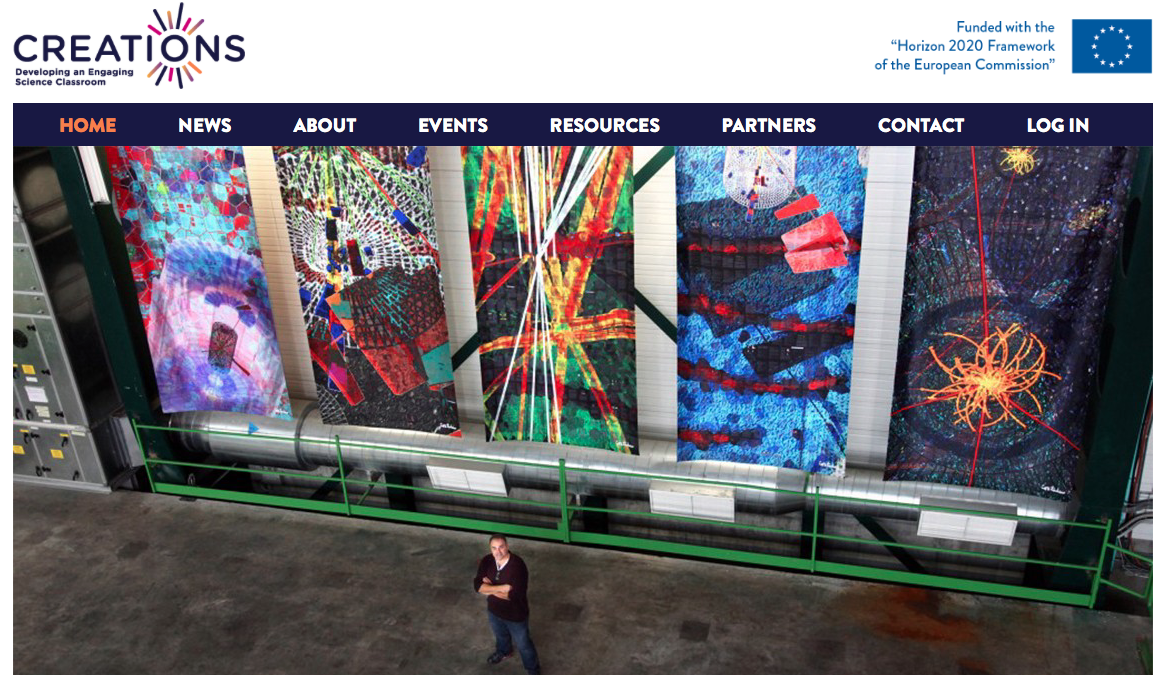 CREATIONS
Developing an Engaging
Science Classroom
Funded with the
“Horizon 2020 Framework
of the European Commission”
HOME NEWS ABOUT EVENTS RESOURCES PARTNERS CONTACT LOG IN